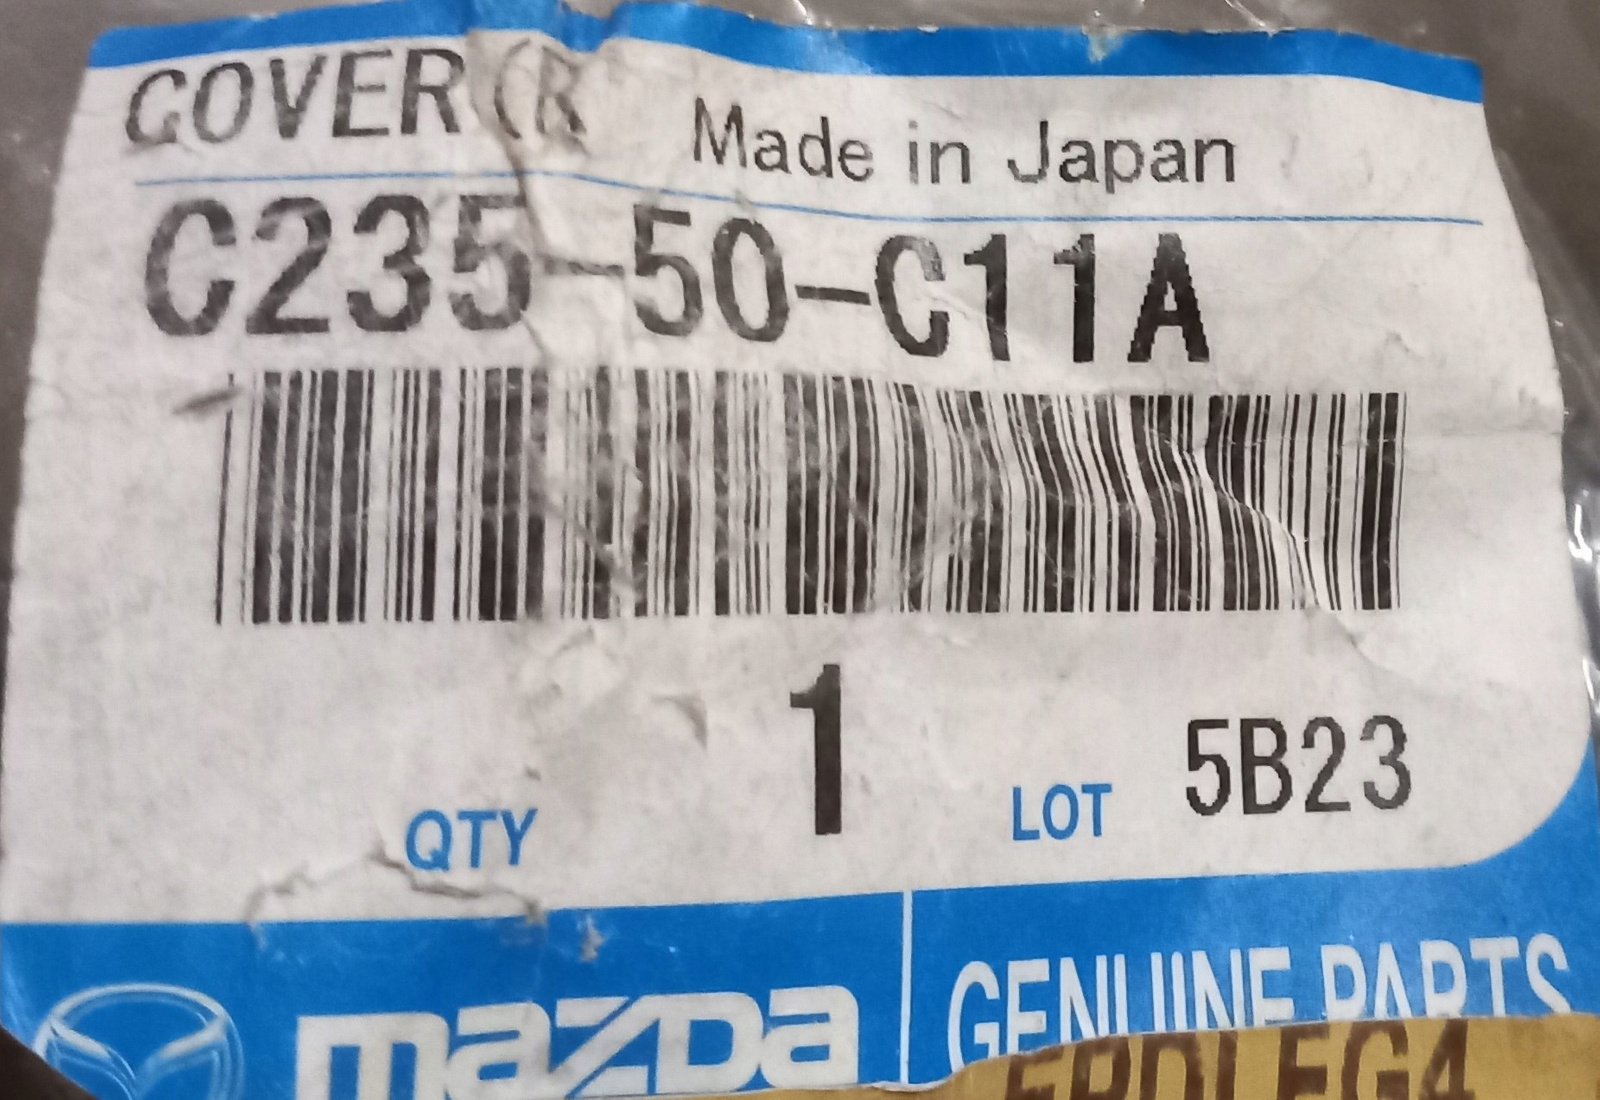 COVER (R
Made in Japan
C235-50-C11A
QTY 1 LOT 5B23
mazda GENUINE PARTS